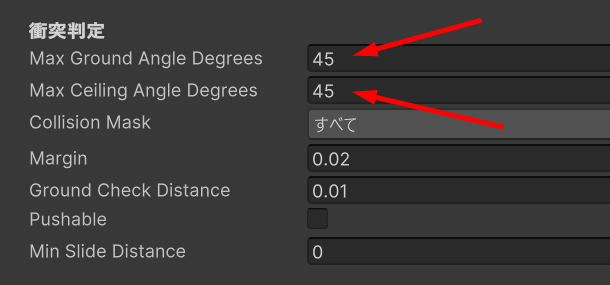 衝突判定
Max Ground Angle Degrees 45
Max Ceiling Angle Degrees 45
Collision Mask すべて
Margin 0.02
Ground Check Distance 0.01
Pushable
Min Slide Distance 0